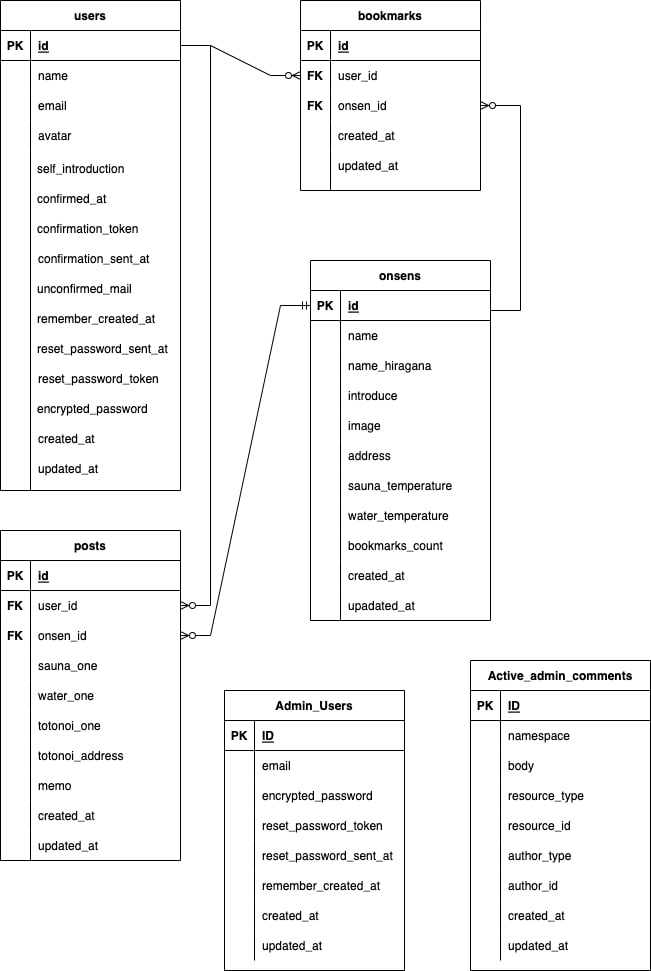 users
PK id
name
email
avatar
self_introduction
confirmed_at
confirmation_token
confirmation_sent_at
unconfirmed_mail
remember_created_at
reset_password_sent_at
reset_password_token
encrypted_password
created_at
updated_at
bookmarks
PK id
FK user_id
FK onsen_id
created_at
updated_at
onsens
PK id
name
name_hiragana
introduce
image
address
sauna_temperature
water_temperature
bookmarks_count
created_at
upadated_at
posts
PK id
FK user_id
FK onsen_id
sauna_one
water_one
totonoi_one
totonoi_address
memo
created_at
updated_at
Admin_Users
PK ID
email
encrypted_password
reset_password_token
reset_password_sent_at
remember_created_at
created_at
updated_at
Active_admin_comments
PK ID
namespace
body
resource_type
resource_id
author_type
author_id
created_at
updated_at